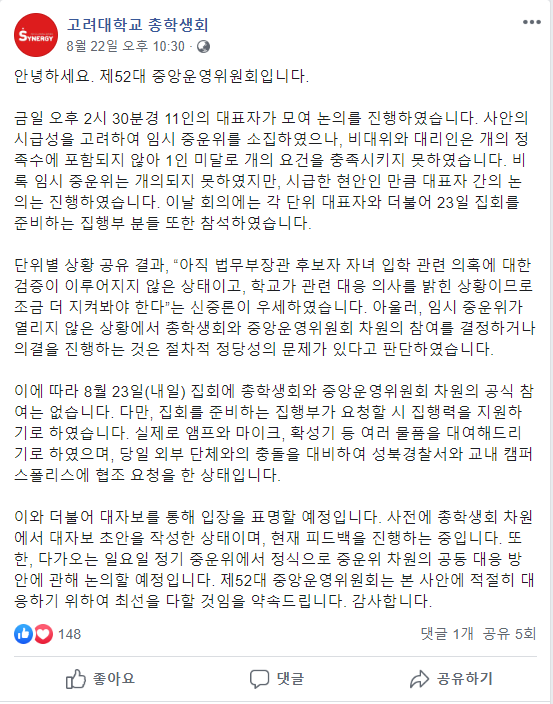 SYNERGY
고려대학교 총학생회
8월 22일 오후 10:30 ·
안녕하세요. 제52대 중앙운영위원회입니다.
금일 오후 2시 30분경 11인의 대표자가 모여 논의를 진행하였습니다. 사안의
시급성을 고려하여 임시 중운위를 소집하였으나, 비대위와 대리인은 개의 정
족수에 포함되지 않아 1인 미달로 개의 요건을 충족시키지 못하였습니다. 비
록 임시 중운위는 개의되지 못하였지만, 시급한 현안인 만큼 대표자 간의 논
의는 진행하였습니다. 이날 회의에는 각 단위 대표자와 더불어 23일 집회를
준비하는 집행부 분들 또한 참석하였습니다.
단위별 상황 공유 결과, “아직 법무부장관 후보자 자녀 입학 관련 의혹에 대한
검증이 이루어지지 않은 상태이고, 학교가 관련 대응 의사를 밝힌 상황이므로
조금 더 지켜봐야 한다”는 신중론이 우세하였습니다. 아울러, 임시 중운위가
열리지 않은 상황에서 총학생회와 중앙운영위원회 차원의 참여를 결정하거나
의결을 진행하는 것은 절차적 정당성의 문제가 있다고 판단하였습니다.
이에 따라 8월 23일(내일) 집회에 총학생회와 중앙운영위원회 차원의 공식 참
여는 없습니다. 다만, 집회를 준비하는 집행부가 요청할 시 집행력을 지원하
기로 하였습니다. 실제로 앰프와 마이크, 확성기 등 여러 물품을 대여해드리
기로 하였으며, 당일 외부 단체와의 충돌을 대비하여 성북경찰서와 교내 캠퍼
스폴리스에 협조 요청을 한 상태입니다.
이와 더불어 대자보를 통해 입장을 표명할 예정입니다. 사전에 총학생회 차원
에서 대자보 초안을 작성한 상태이며, 현재 피드백을 진행하는 중입니다. 또
한, 다가오는 일요일 정기 중운위에서 정식으로 중운위 차원의 공동 대응 방
안에 관해 논의할 예정입니다. 제52대 중앙운영위원회는 본 사안에 적절히 대
응하기 위하여 최선을 다할 것임을 약속드립니다. 감사합니다.
148
댓글 1개 공유 5회
좋아요 댓글 공유하기